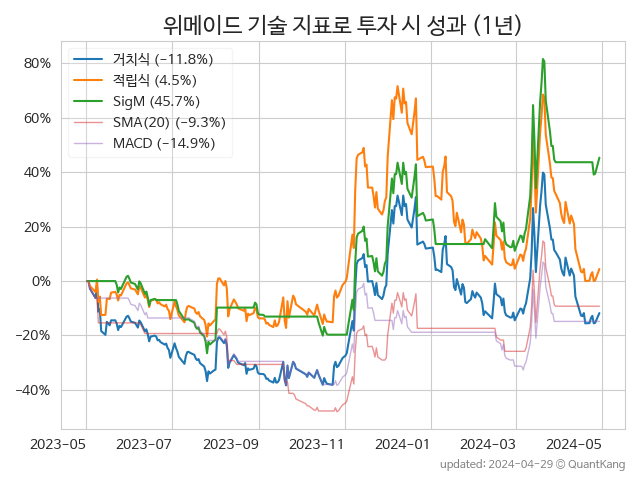 위메이드 기술 지표로 투자 시 성과 (1년)
거치식 (−11.8%)
적립식 (4.5%)
SigM (45.7%)
SMA(20) (−9.3%)
MACD (−14.9%)
80%
60%
40%
20%
0%
−20%
−40%
2023-05
2023-07
2023-09
2023-11
2024-01
2024-03
2024-05
updated: 2024-04-29 © QuantKang